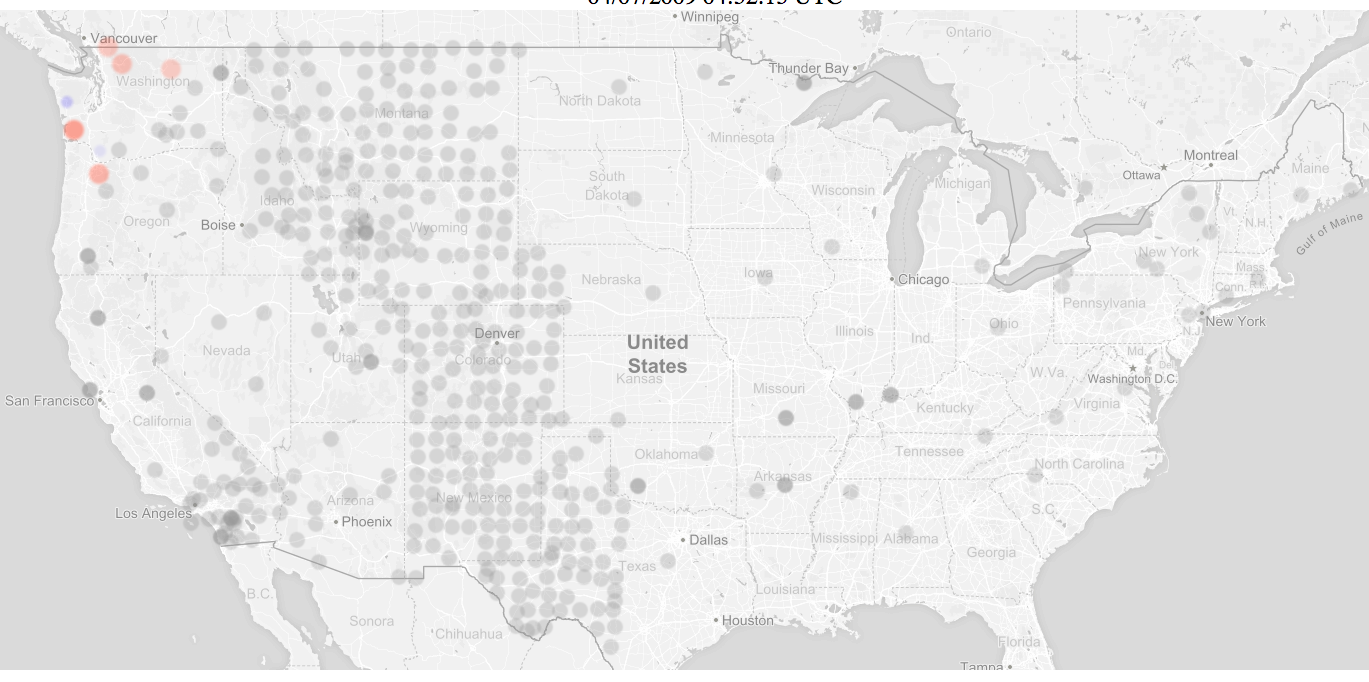 04/07/2009 04:52:15 UTC
Winnipeg
Vancouver
Ontario
Thunder Bay
Washington
North Dakota
Montana
Minnesota
Montreal
Ottawa
Maine
Wisconsin
Michigan
South
Dakota
Idaho
Oregon
Boise
Wyoming
Vt.
N.H.
Gulf of Maine
New York
Mass.
Conn. R.I.
Nebraska
Iowa
Chicago
Pennsylvania
New York
N.J.
Ohio
Illinois
Ind.
Denver
United
States
Nevada
Utah
Colorado
Kansas
Md.
Del.
W.Va.
Washington D.C.
Missouri
Virginia
Kentucky
San Francisco
California
Oklahoma
Tennessee
North Carolina
Arkansas
Arizona
New Mexico
Los Angeles
Phoenix
S.C.
Dallas
Mississippi
Alabama
Georgia
Texas
Louisiana
B.C.
Sonora
Chihuahua
Houston
Florida
Tampa